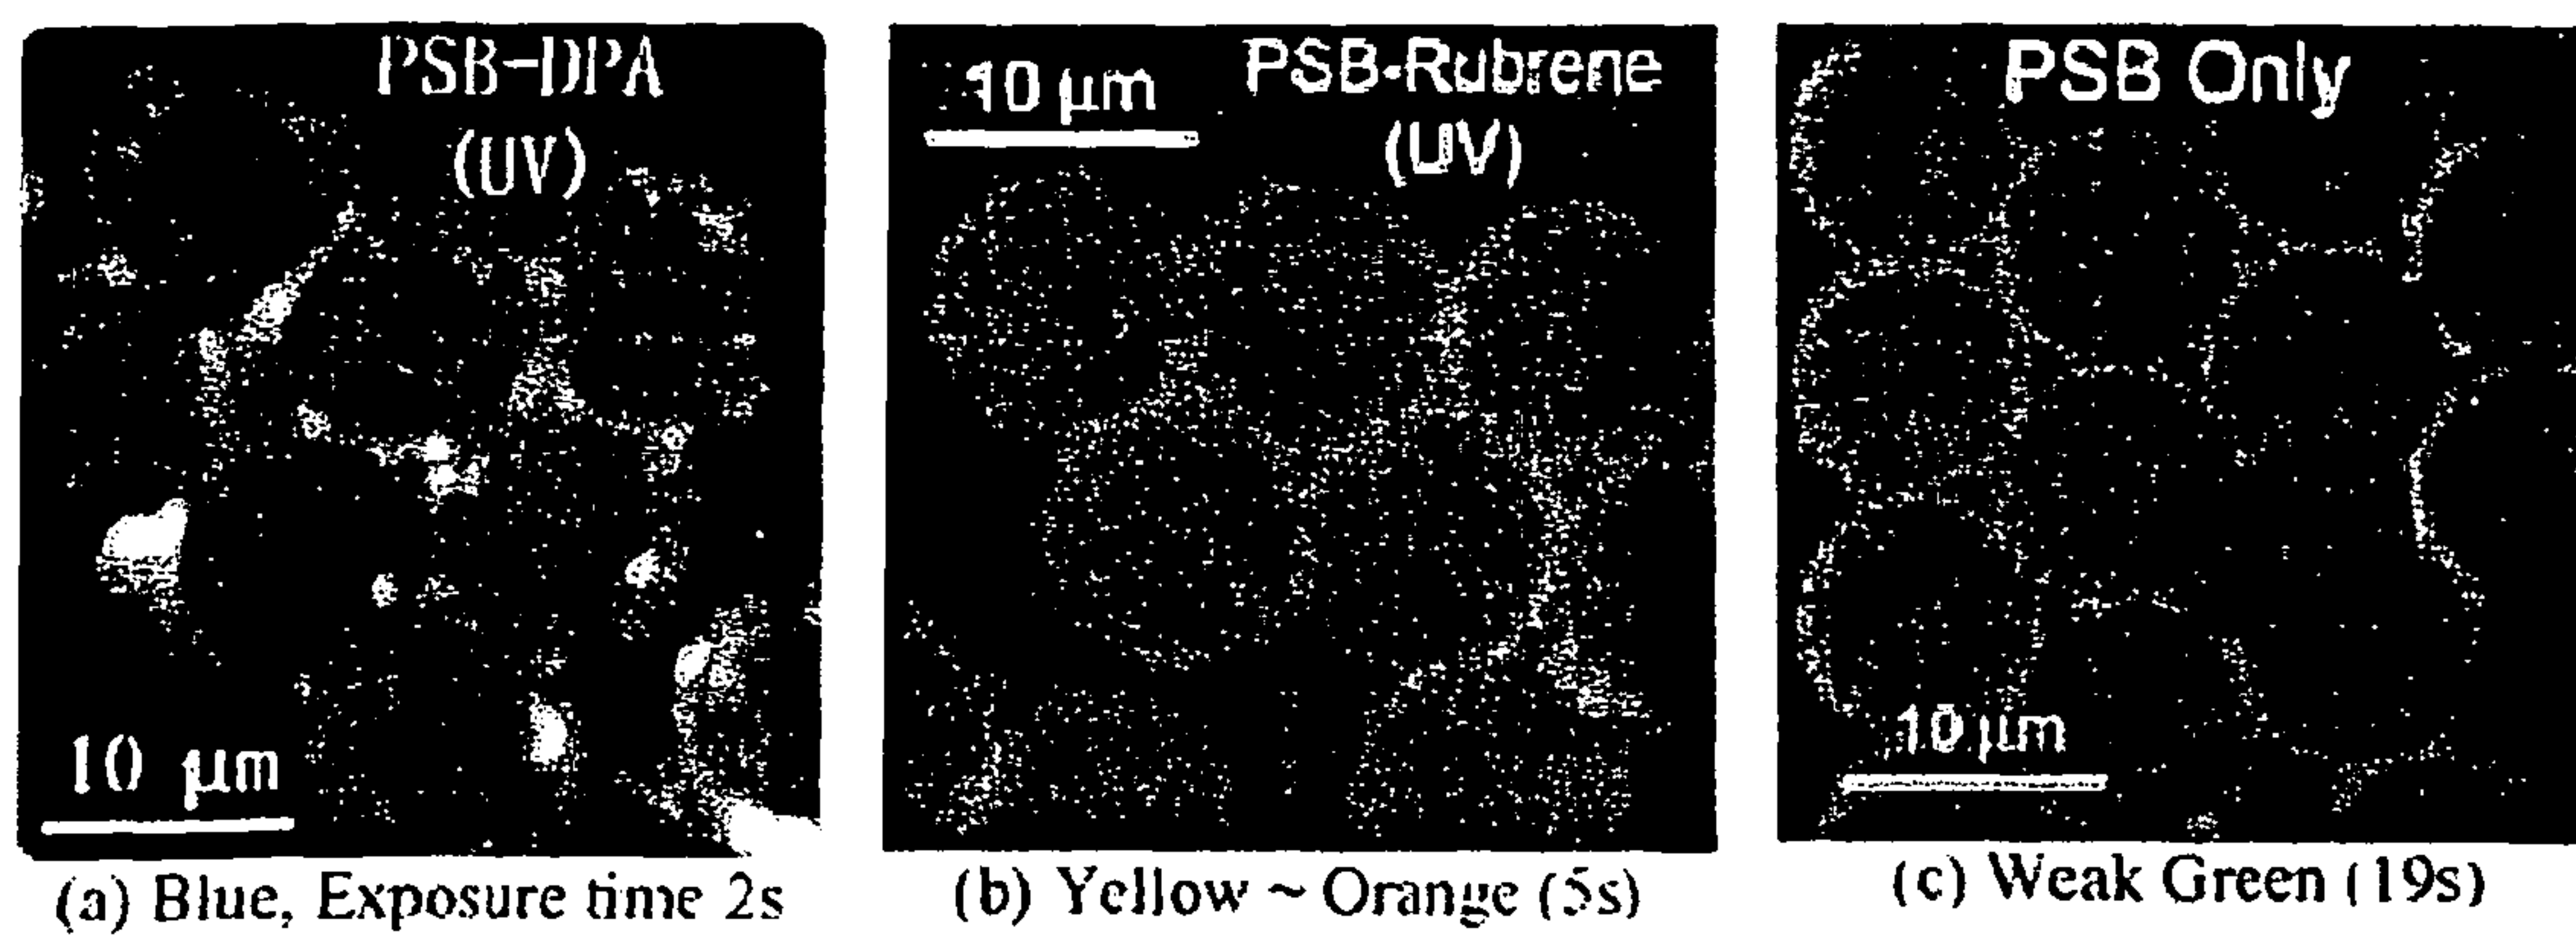 PSB-DPA
(UV)
10 μm
(a) Blue, Exposure time 2s
10 μm
PSB-Rubrene
(UV)
(b) Yellow ~ Orange (5s)
PSB Only
10 μm
(c) Weak Green (19s)